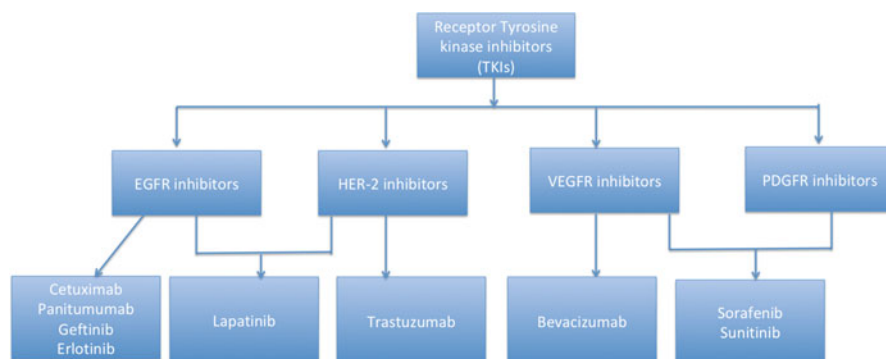 Receptor Tyrosine
kinase inhibitors
(TKIs)
EGFR inhibitors
HER-2 inhibitors
VEGFR inhibitors
PDGFR inhibitors
Cetuximab
Panitumumab
Geftinib
Erlotinib
Lapatinib
Trastuzumab
Bevacizumab
Sorafenib
Sunitinib